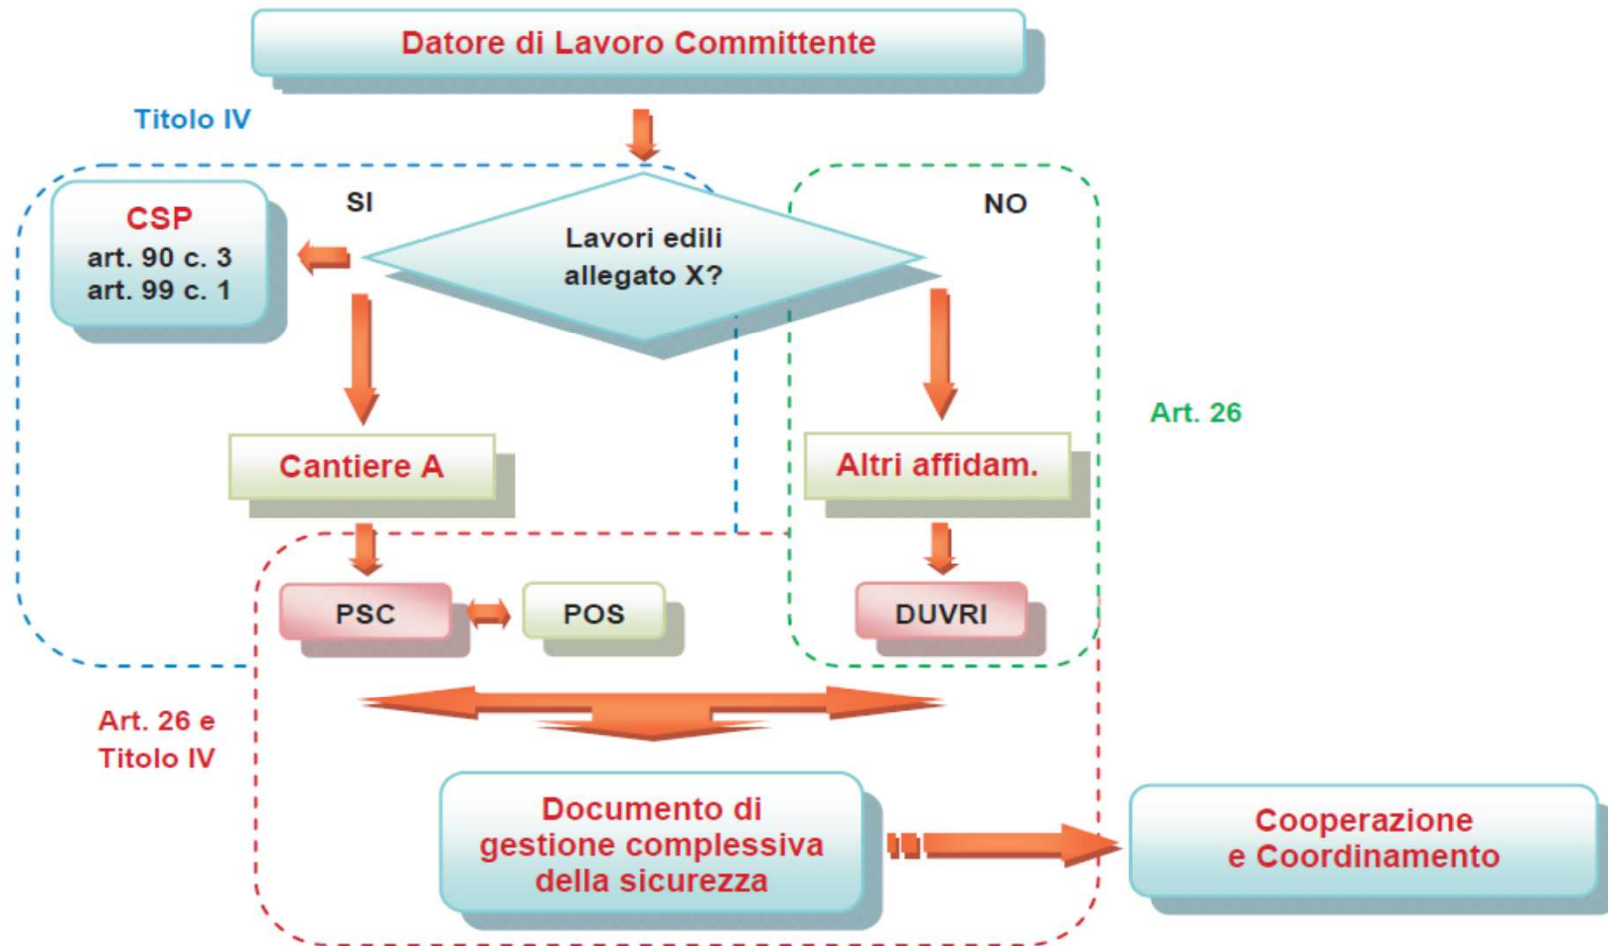 Datore di Lavoro Committente
Titolo IV
SI
NO
CSP
art. 90 c. 3
art. 99 c. 1
Lavori edili
allegato X?
Art. 26
Cantiere A
Altri affidam.
PSC
POS
DUVRI
Art. 26 e
Titolo IV
Documento di
gestione complessiva
della sicurezza
Cooperazione
e Coordinamento